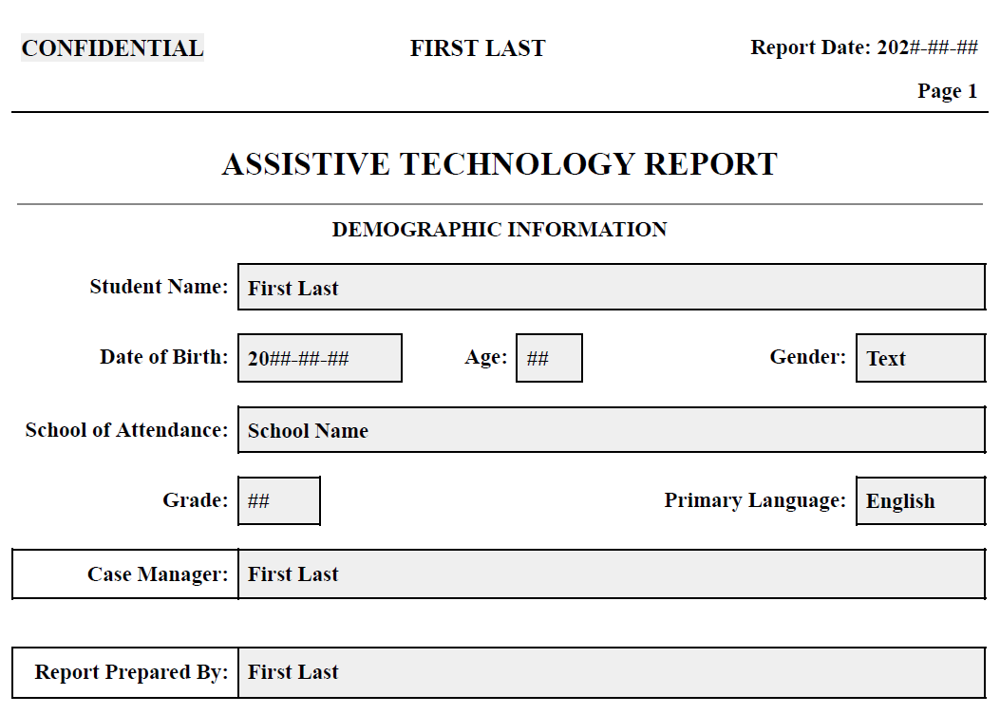 CONFIDENTIAL FIRST LAST Report Date: 202#-##-##
Page 1
ASSISTIVE TECHNOLOGY REPORT
DEMOGRAPHIC INFORMATION
Student Name: First Last
Date of Birth: 20##-##-## Age: ## Gender: Text
School of Attendance: School Name
Grade: ## Primary Language: English
Case Manager: First Last
Report Prepared By: First Last